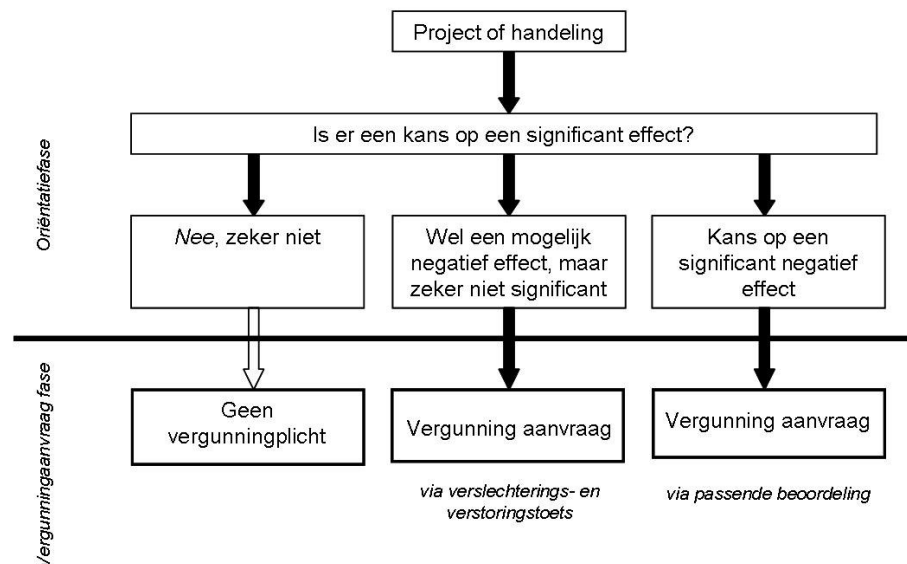 Project of handeling
Is er een kans op een significant effect?
Oriëntatiefase
Nee, zeker niet
Wel een mogelijk
negatief effect, maar
zeker niet significant
Kans op een
significant negatief
effect
Vergunningaanvraag fase
Geen
vergunningplicht
Vergunning aanvraag
Vergunning aanvraag
via verslechterings- en
verstoringstoets
via passende beoordeling